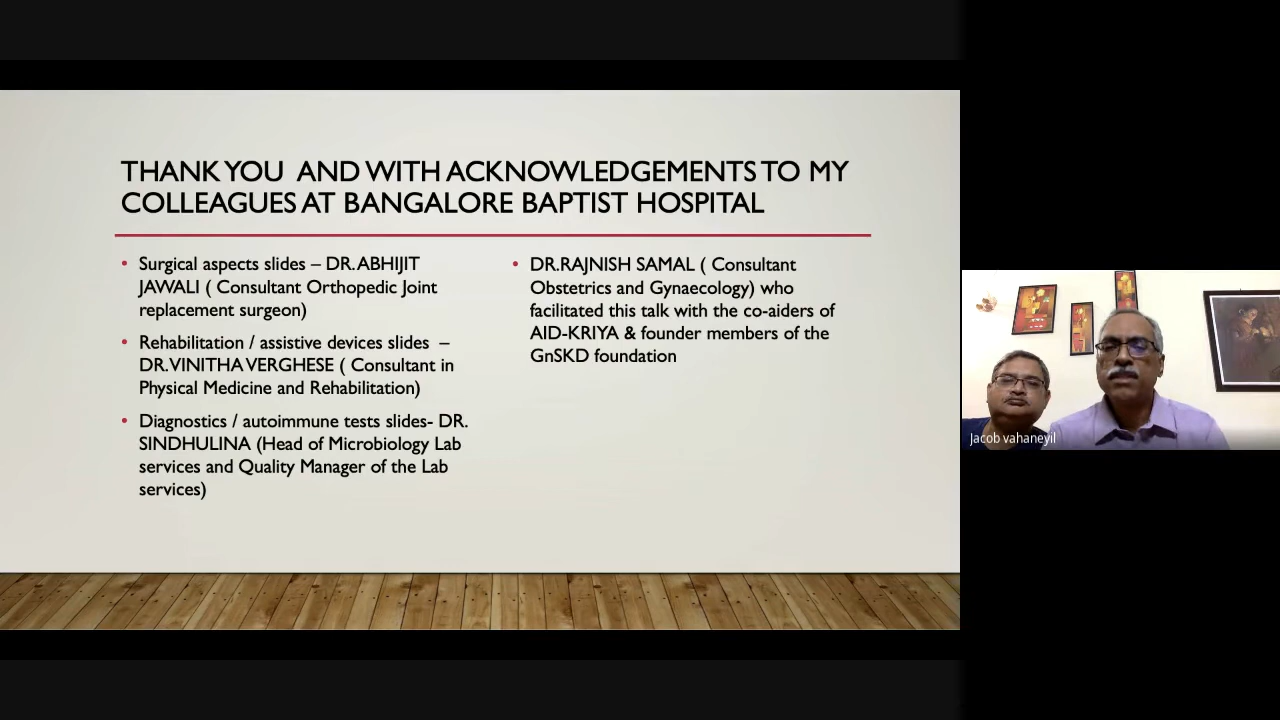 THANK YOU AND WITH ACKNOWLEDGEMENTS TO MY
COLLEAGUES AT BANGALORE BAPTIST HOSPITAL
• Surgical aspects slides – DR. ABHIJIT
JAWALI ( Consultant Orthopedic Joint
replacement surgeon)
• Rehabilitation / assistive devices slides –
DR. VINITHA VERGHESE ( Consultant in
Physical Medicine and Rehabilitation)
• Diagnostics / autoimmune tests slides- DR.
SINDHULINA (Head of Microbiology Lab
services and Quality Manager of the Lab
services)
• DR.RAJNISH SAMAL ( Consultant
Obstetrics and Gynaecology) who
facilitated this talk with the co-aiders of
AID-KRIYA & founder members of the
GnSKD foundation
Jacob vahaneyil